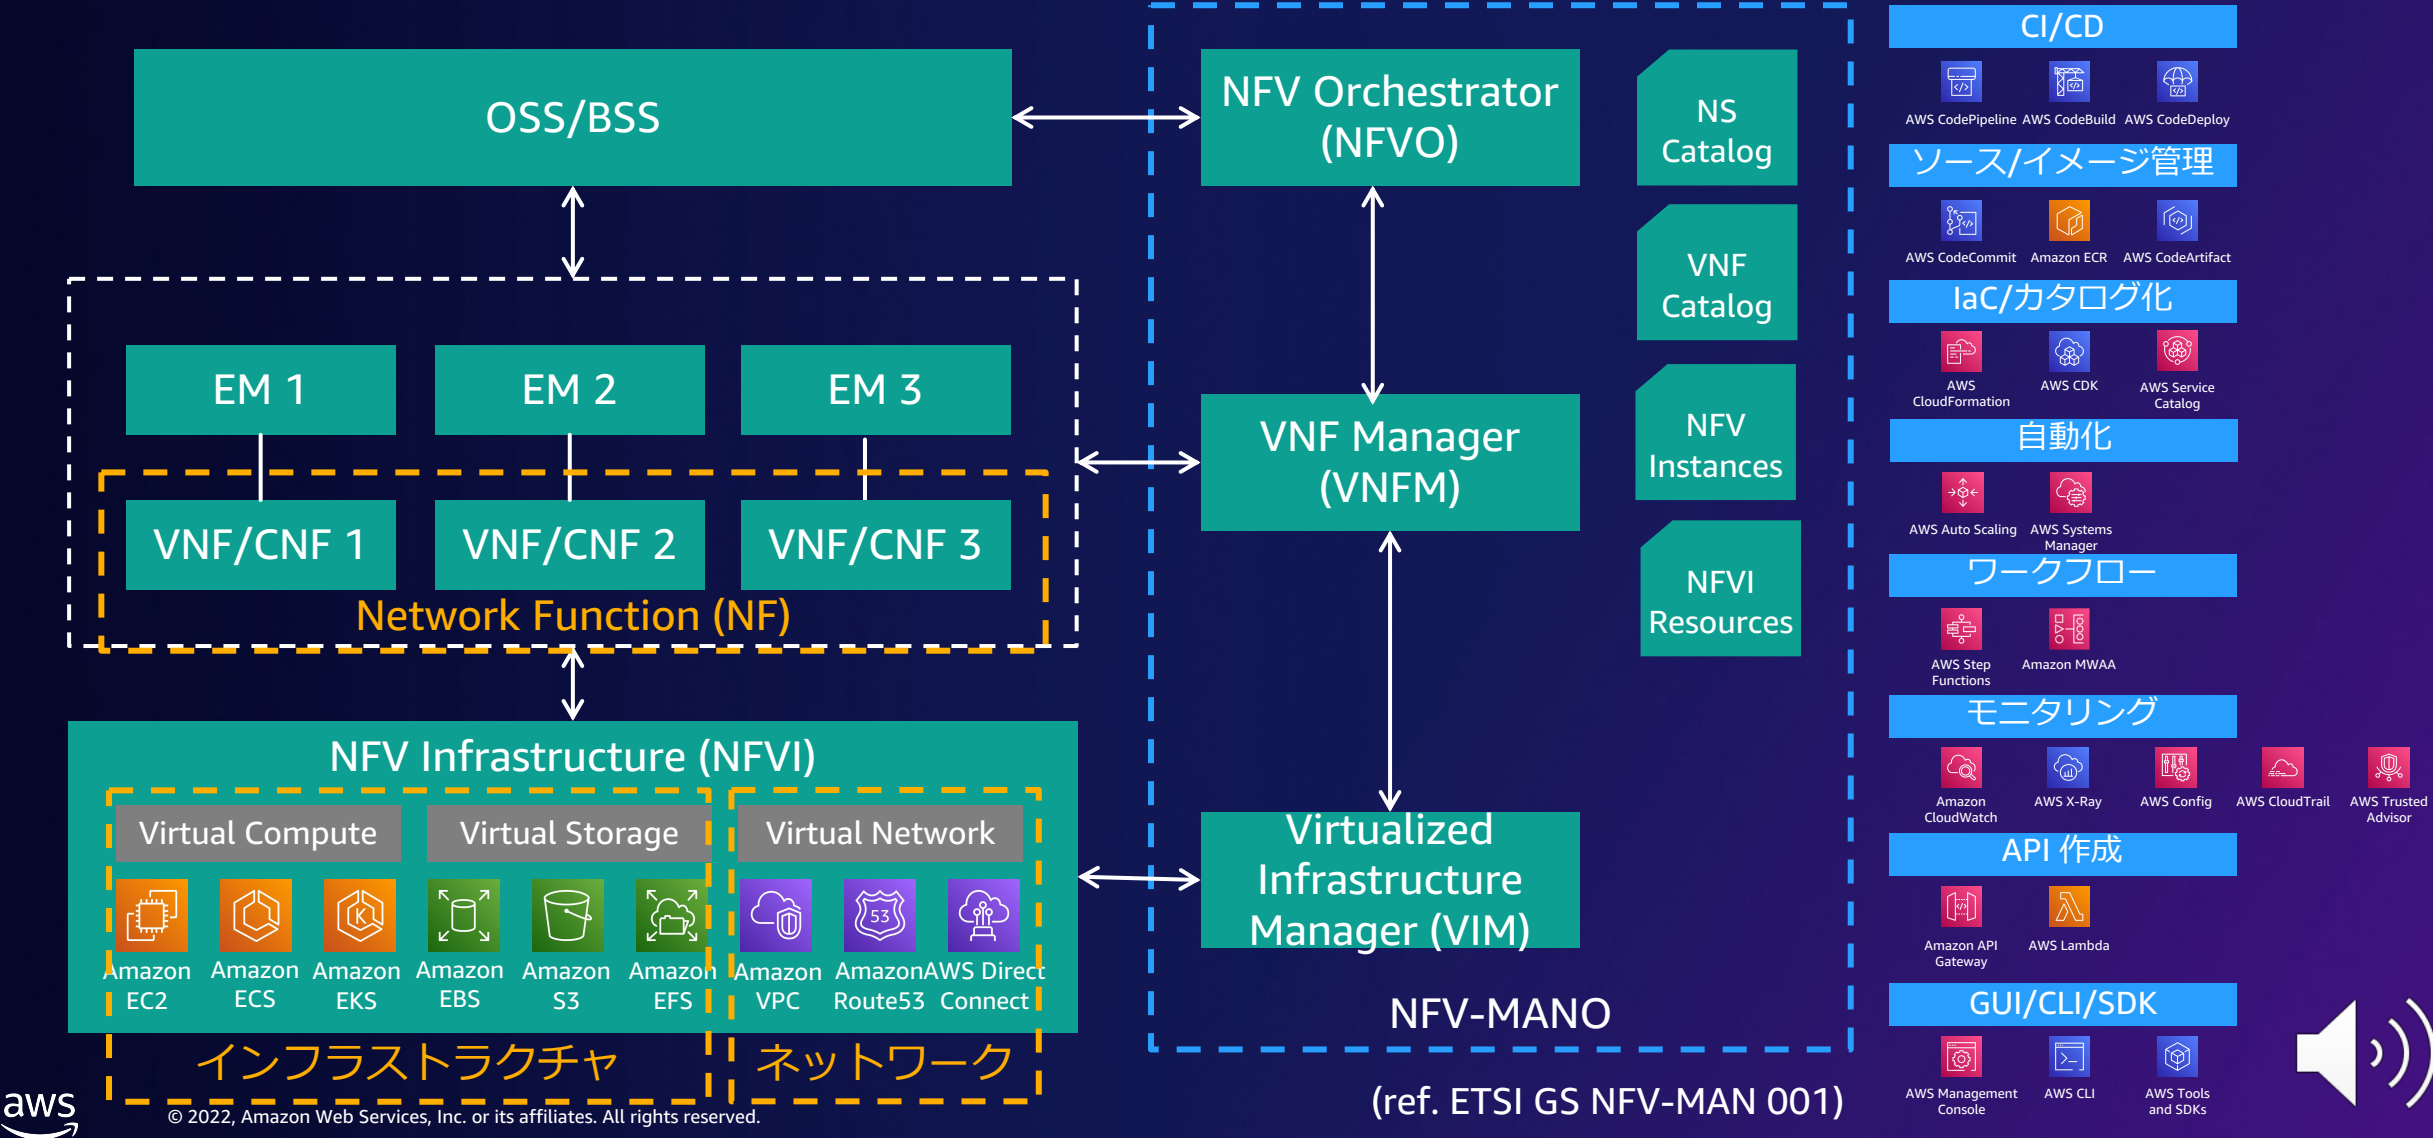 OSS/BSS
NFV Orchestrator
(NFVO)
NS
Catalog
VNF
Catalog
EM 1
EM 2
EM 3
VNF Manager
(VNFM)
NFV
Instances
VNF/CNF 1
VNF/CNF 2
VNF/CNF 3
Network Function (NF)
NFVI
Resources
NFV Infrastructure (NFVI)
Virtual Compute
Virtual Storage
Virtual Network
Amazon
EC2
Amazon
ECS
Amazon
EKS
Amazon
EBS
Amazon
S3
Amazon
EFS
Amazon
VPC
53
Amazon
Route53
AWS Direct
Connect
インフラストラクチャ
ネットワーク
Virtualized
Infrastructure
Manager (VIM)
NFV-MANO
(ref. ETSI GS NFV-MAN 001)
CI/CD
AWS CodePipeline
AWS CodeBuild
AWS CodeDeploy
ソース/イメージ管理
AWS CodeCommit
Amazon ECR
AWS CodeArtifact
IaC/カタログ化
AWS
CloudFormation
AWS CDK
AWS Service
Catalog
自動化
AWS Auto Scaling
AWS Systems
Manager
ワークフロー
AWS Step
Functions
Amazon MWAA
モニタリング
Amazon
CloudWatch
AWS X-Ray
AWS Config
AWS CloudTrail
AWS Trusted
Advisor
API 作成
Amazon API
Gateway
AWS Lambda
GUI/CLI/SDK
AWS Management
Console
AWS CLI
AWS Tools
and SDKs
aws
© 2022, Amazon Web Services, Inc. or its affiliates. All rights reserved.